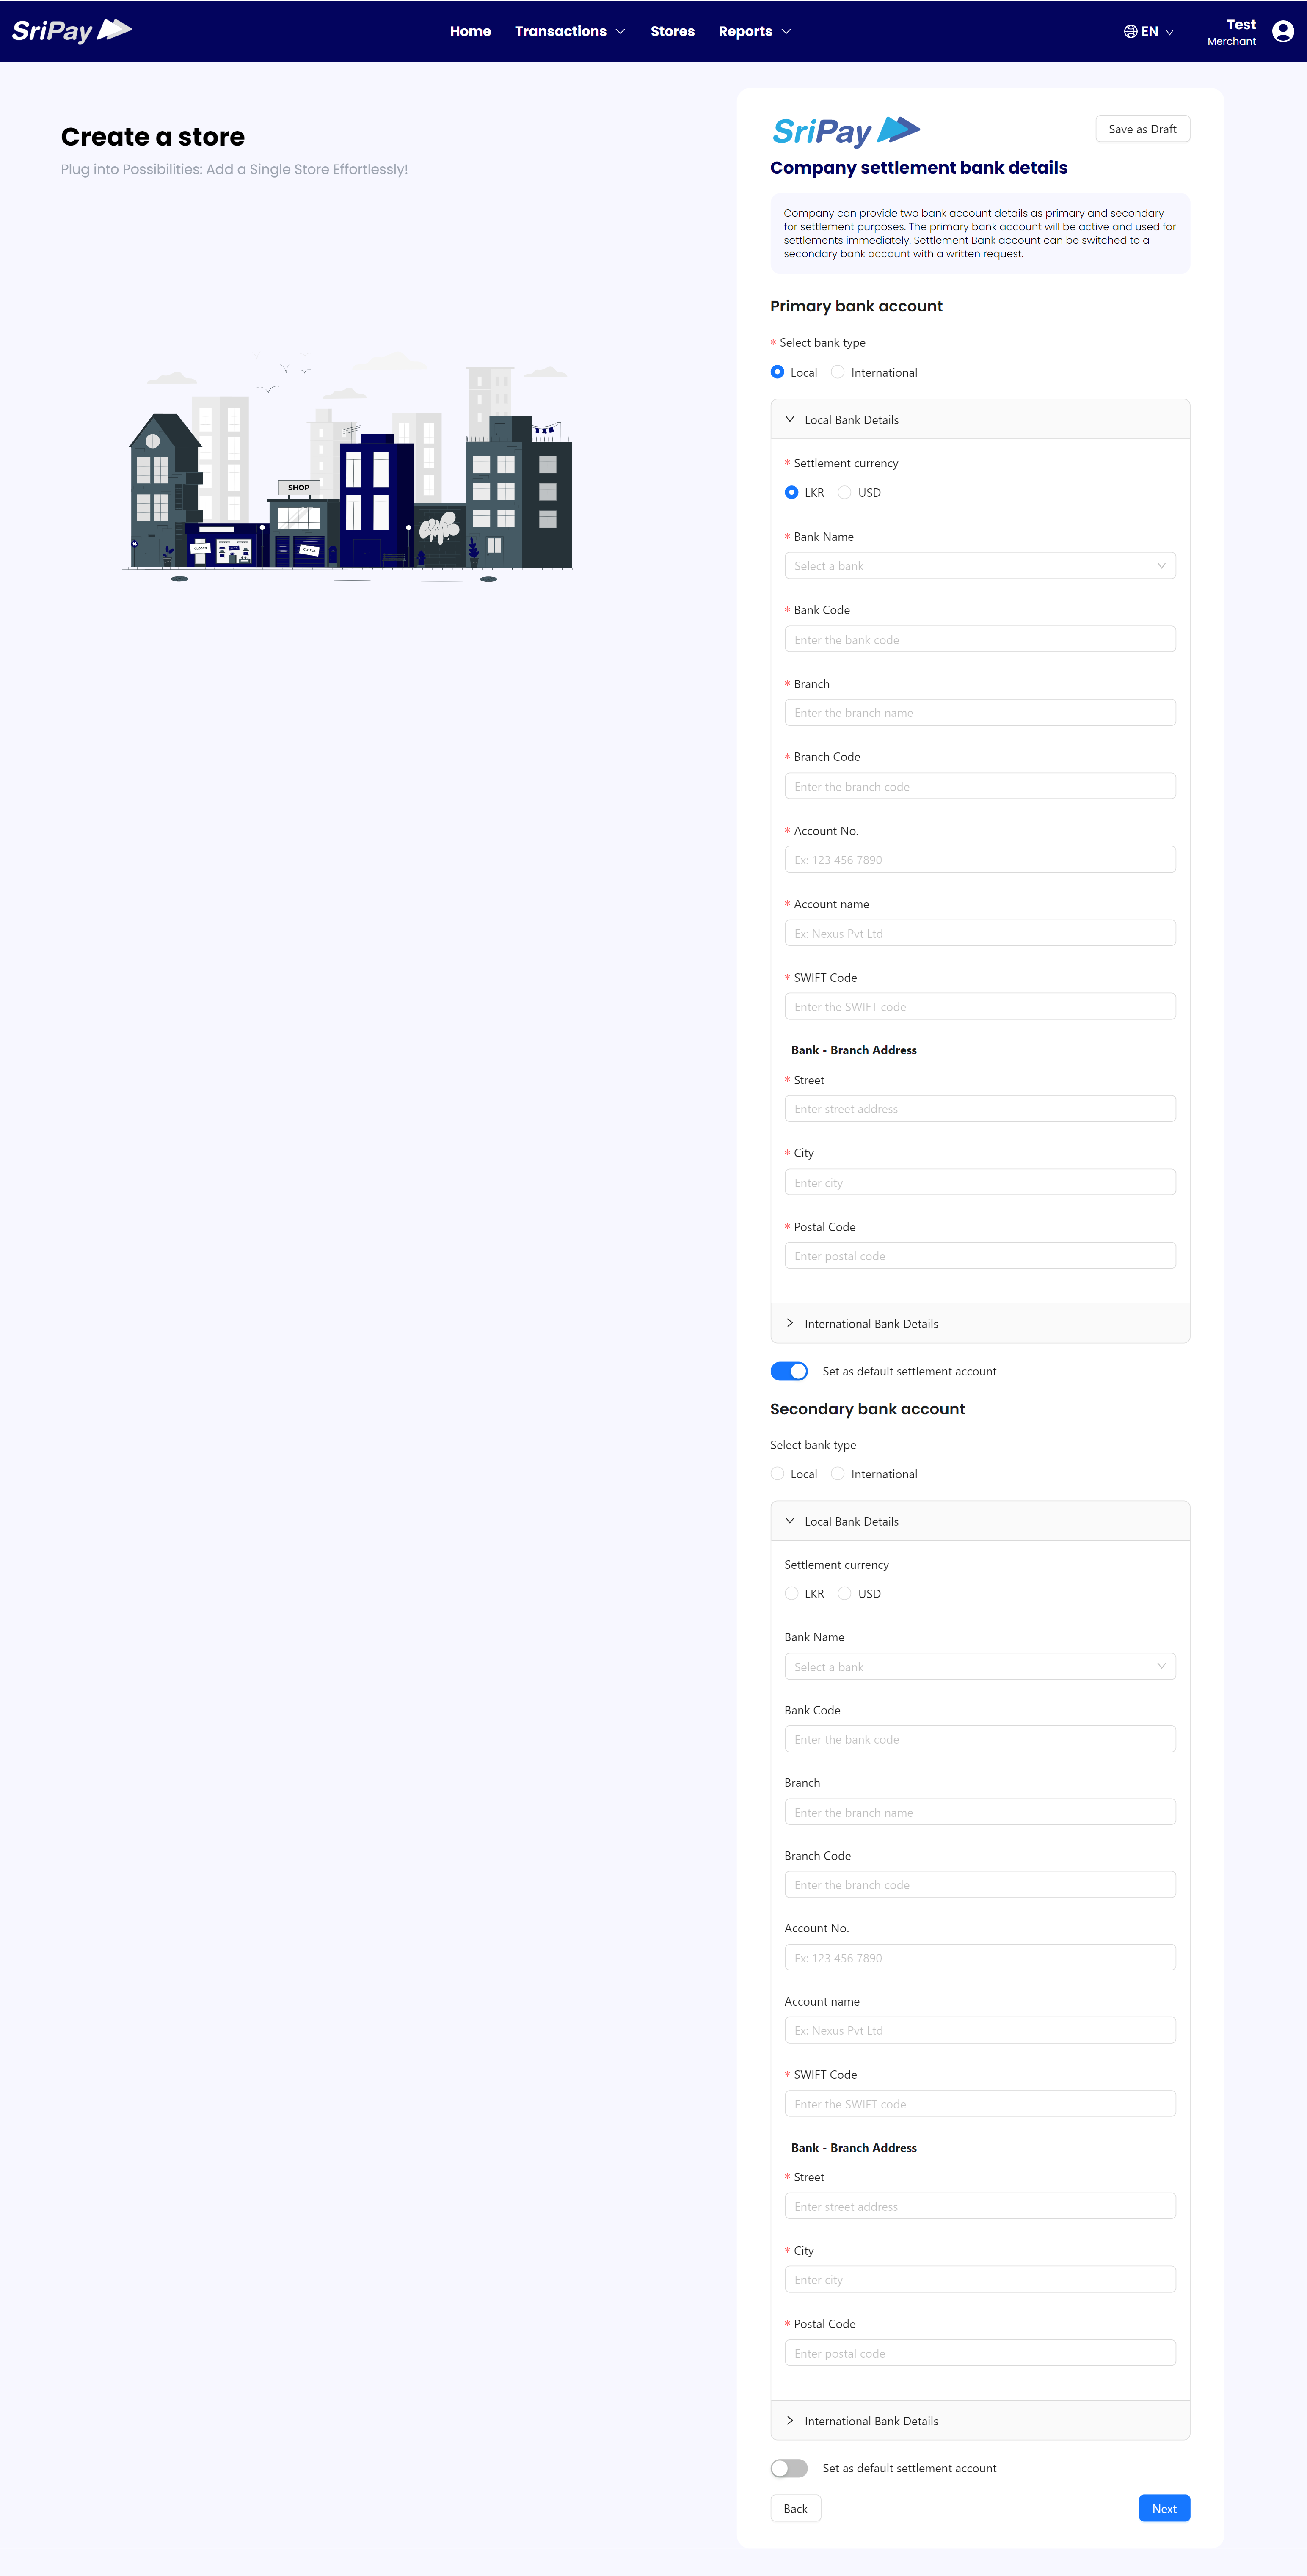 SriPay
Home
Transactions
Stores
Reports
EN
Test
Merchant
Create a store
Plug into Possibilities: Add a Single Store Effortlessly!
SHOP
CLOSED
CLOSED
SriPay
Save as Draft
Company settlement bank details
Company can provide two bank account details as primary and secondary
for settlement purposes. The primary bank account will be active and used for
settlements immediately. Settlement Bank account can be switched to a
secondary bank account with a written request.
Primary bank account
* Select bank type
Local International
Local Bank Details
* Settlement currency
LKR USD
* Bank Name
Select a bank
* Bank Code
Enter the bank code
* Branch
Enter the branch name
* Branch Code
Enter the branch code
* Account No.
Ex: 123 456 7890
* Account name
Ex: Nexus Pvt Ltd
* SWIFT Code
Enter the SWIFT code
Bank - Branch Address
* Street
Enter street address
* City
Enter city
* Postal Code
Enter postal code
International Bank Details
Set as default settlement account
Secondary bank account
Select bank type
Local International
Local Bank Details
Settlement currency
LKR USD
Bank Name
Select a bank
Bank Code
Enter the bank code
Branch
Enter the branch name
Branch Code
Enter the branch code
Account No.
Ex: 123 456 7890
Account name
Ex: Nexus Pvt Ltd
* SWIFT Code
Enter the SWIFT code
Bank - Branch Address
* Street
Enter street address
* City
Enter city
* Postal Code
Enter postal code
International Bank Details
Set as default settlement account
Back
Next